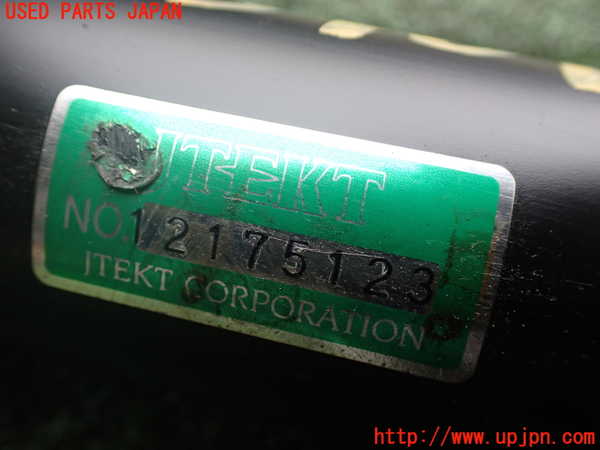 USED PARTS JAPAN
JTEKT
NO. 12175123
JTEKT CORPORATION
http://www.upjpn.com/